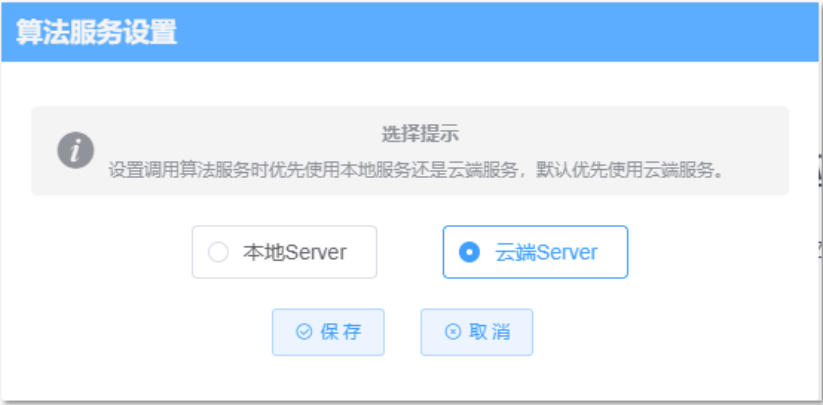 算法服务设置
选择提示
设置调用算法服务时优先使用本地服务还是云端服务，默认优先使用云端服务。
本地Server
云端Server
保存
取消